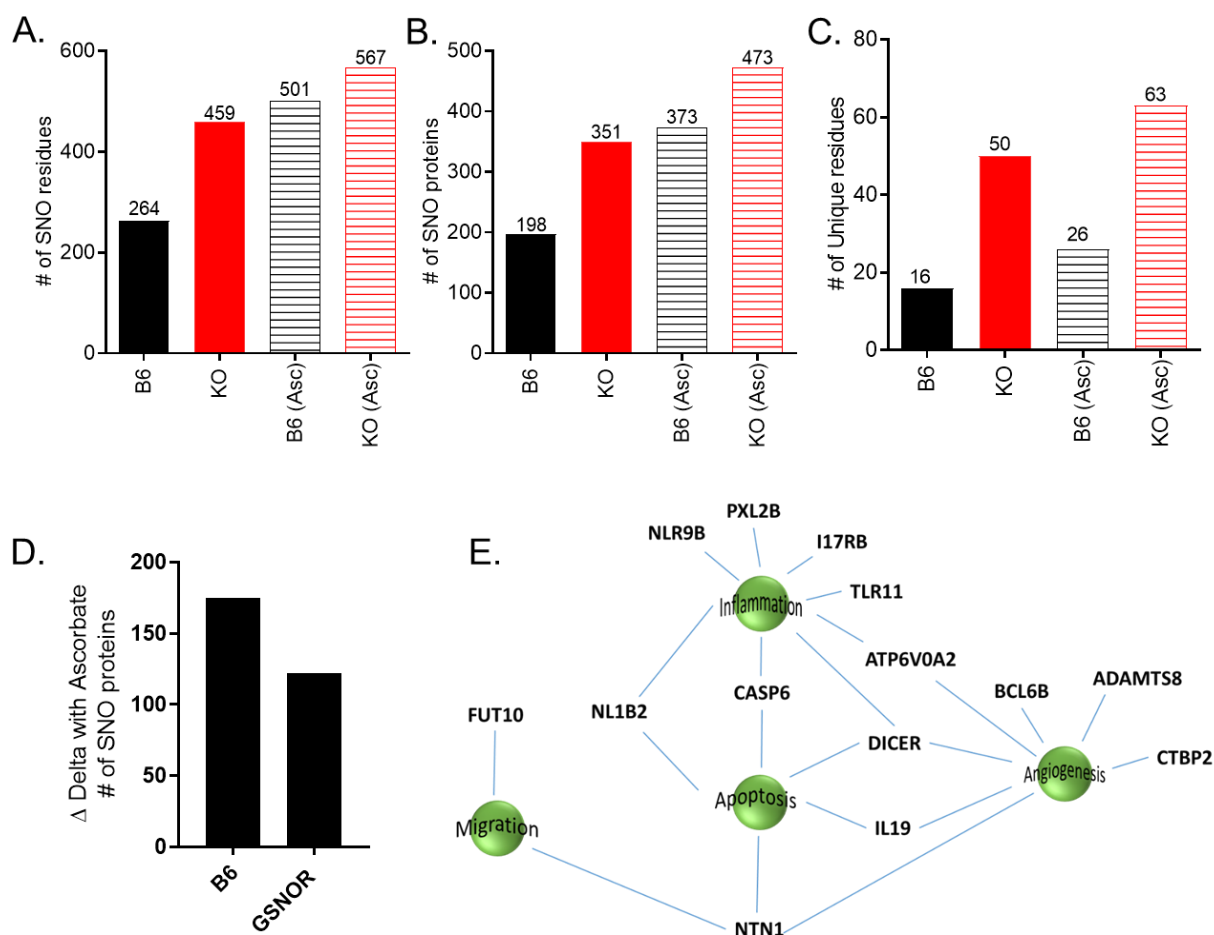 A.
# of SNO residues
600
400
200
0
264
459
501
567
B6
KO
B6 (Asc)
KO (Asc)
B.
# of SNO proteins
500
400
300
200
100
0
198
351
373
473
B6
KO
B6 (Asc)
KO (Asc)
C.
# of Unique residues
80
60
40
20
0
16
50
26
63
B6
KO
B6 (Asc)
KO (Asc)
D.
Δ Delta with Ascorbate
# of SNO proteins
200
150
100
50
0
B6
GSNOR
E.
PXL2B
NLR9B
I17RB
Inflammation
TLR11
ATP6V0A2
ADAMTS8
CASP6
BCL6B
NL1B2
FUT10
DICER
CTBP2
Angiogenesis
Apoptosis
Migration
IL19
NTN1